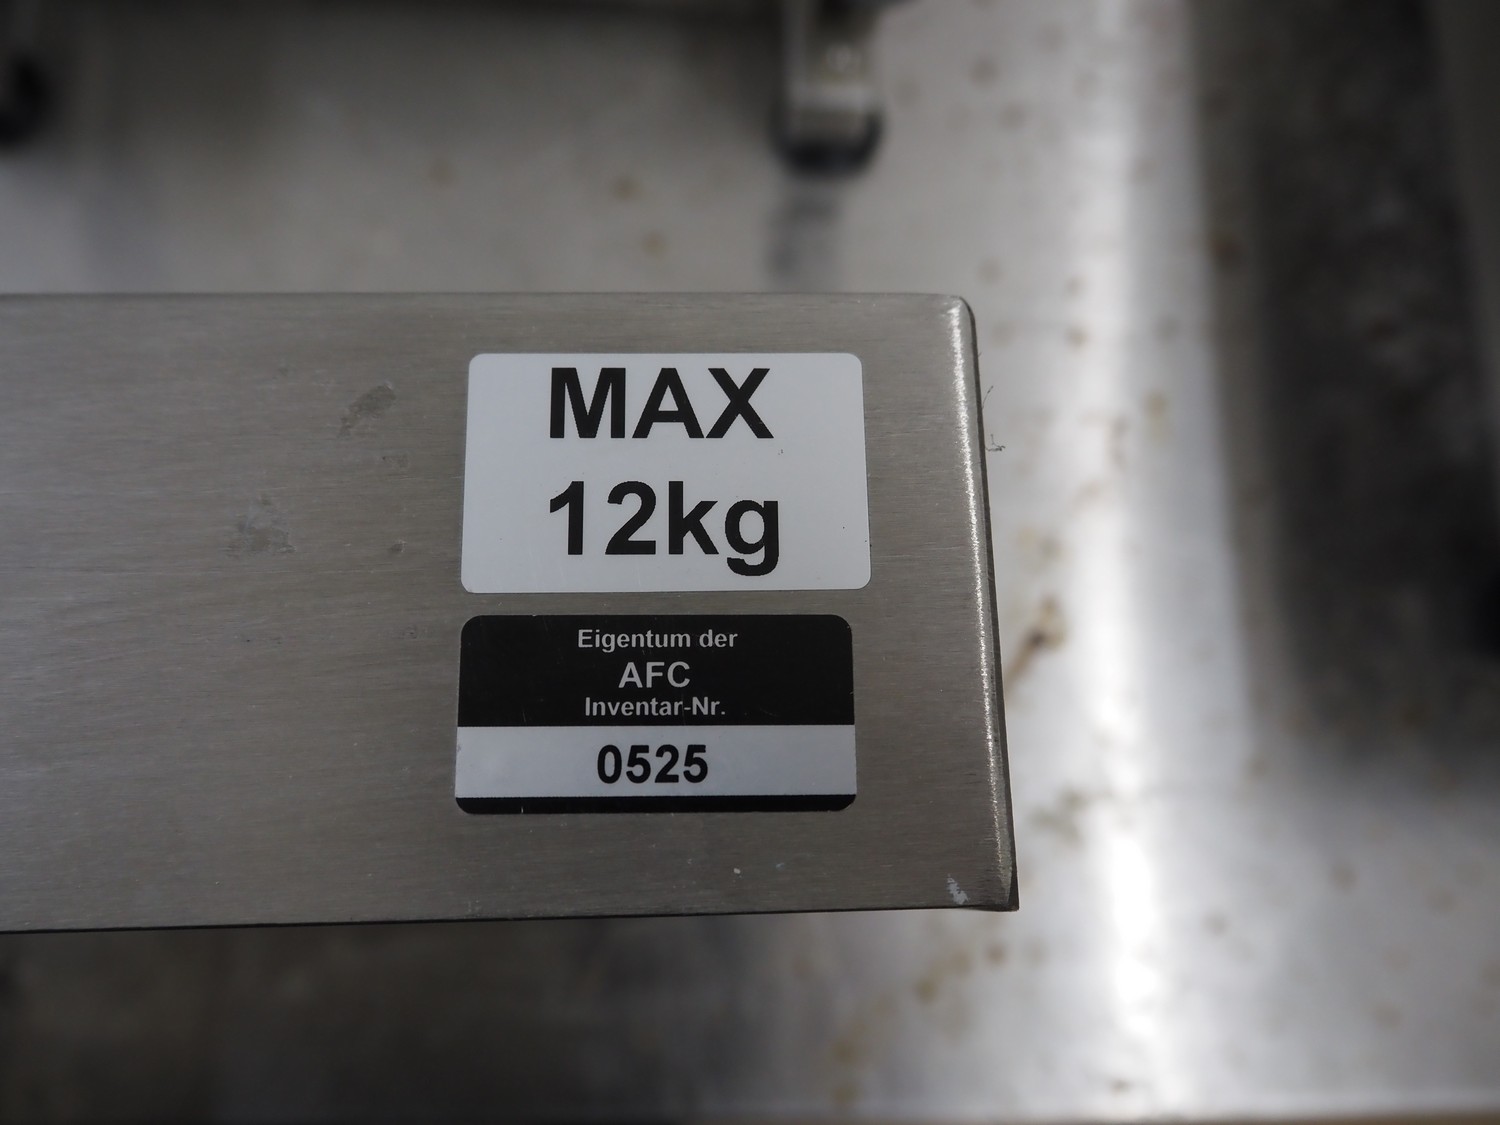 MAX
12kg
Eigentum der
AFC
Inventar-Nr.
0525